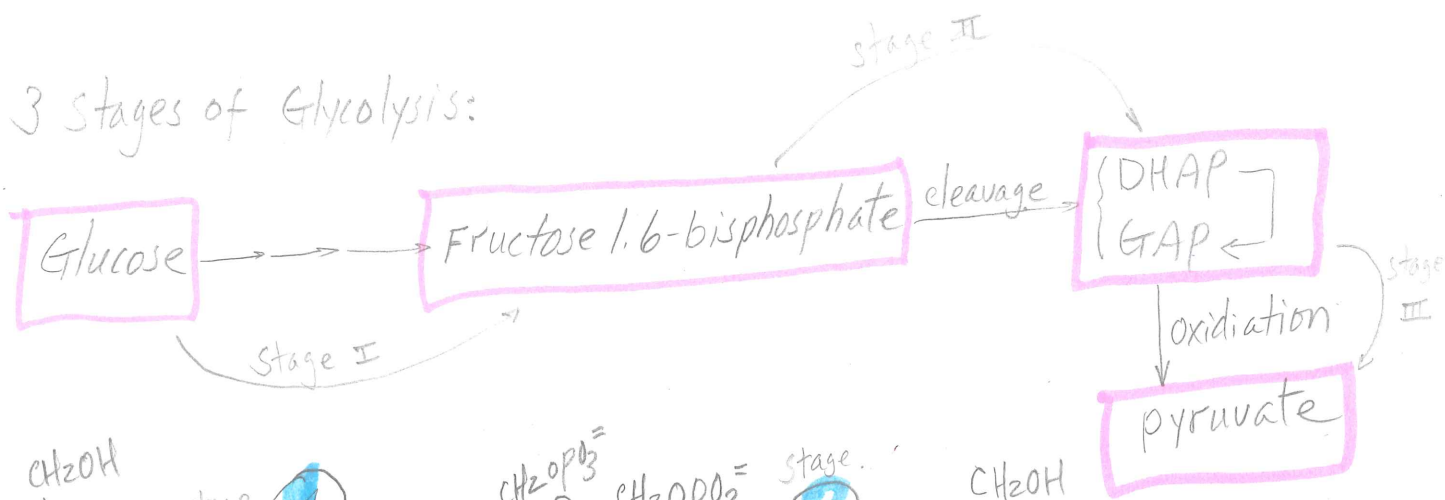 stage II
3 stages of Glycolysis:
Glucose
Fructose 1.6-bisphosphate
cleavage
DHAP
GAP
stage I
stage
III
oxidiation
pyruvate
CH2OH
CH2OPO3=
stage.
CH2OH